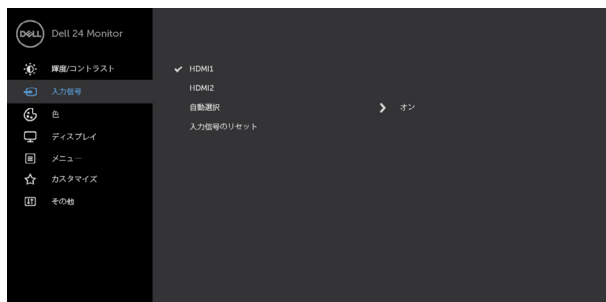 DELL Dell 24 Monitor
輝度/コントラスト
入力信号
色
ディスプレイ
メニュー
カスタマイズ
その他
HDMI1
HDMI2
自動選択 オン
入力信号のリセット